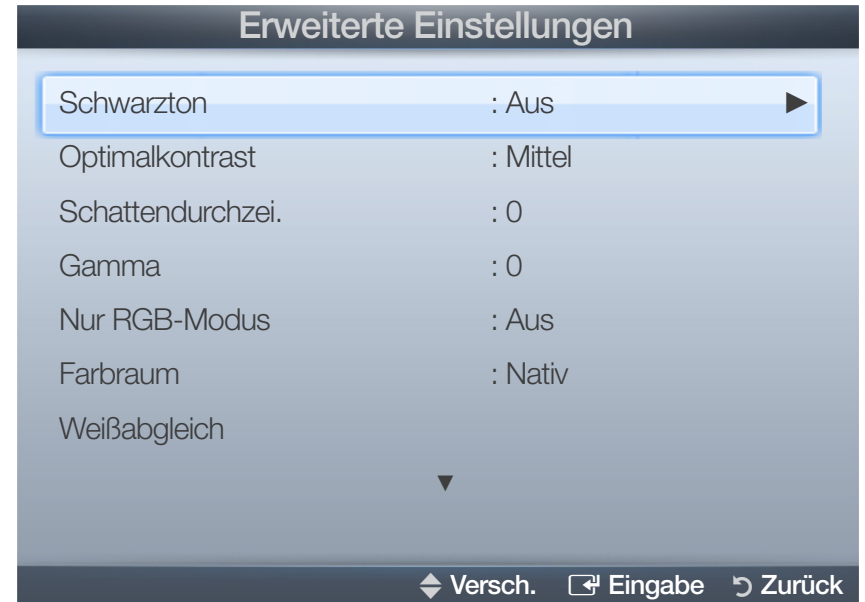 Erweiterte Einstellungen
Schwarzton : Aus ►
Optimalkontrast : Mittel
Schattendurchzei. : 0
Gamma : 0
Nur RGB-Modus : Aus
Farbraum : Nativ
Weißabgleich
▼
Versch. Eingabe Zurück